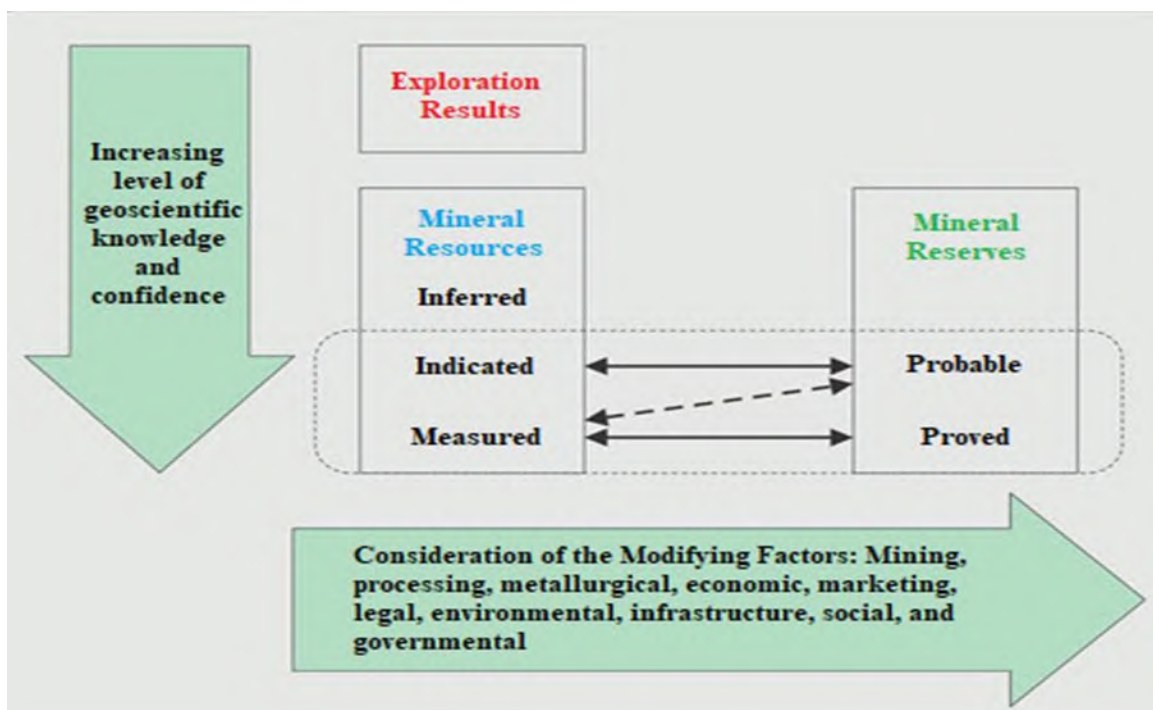 Increasing
level of
geoscientific
knowledge
and
confidence
Exploration
Results
Mineral
Resources
Inferred
Indicated
Measured
Mineral
Reserves
Probable
Proved
Consideration of the Modifying Factors: Mining,
processing, metallurgical, economic, marketing,
legal, environmental, infrastructure, social, and
governmental